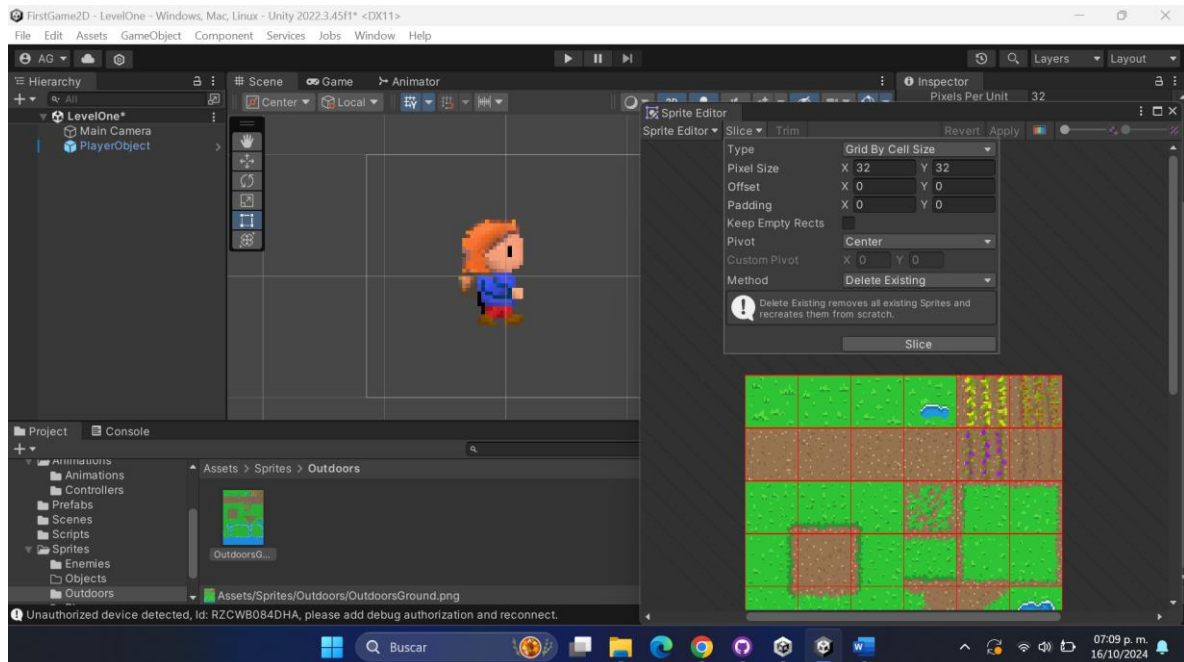 FirstGame2D - LevelOne - Windows, Mac, Linux - Unity 2022.3.45f1* <DX11>
File Edit Assets GameObject Component Services Jobs Window Help
AG Layers Layout
Hierarchy Scene Game Animator Inspector
All Center Local 2D Pixels Per Unit 32
LevelOne* Sprite Editor
Main Camera Sprite Editor Slice Trim Revert Apply
PlayerObject Type Grid By Cell Size
Pixel Size X 32 Y 32
Offset X 0 Y 0
Padding X 0 Y 0
Keep Empty Rects
Pivot Center
Custom Pivot X 0 Y 0
Method Delete Existing
Delete Existing removes all existing Sprites and
recreates them from scratch.
Slice
Project Console
Animations Assets > Sprites > Outdoors
Animations
Controllers
Prefabs
Scenes
Scripts
Sprites
Enemies OutdoorsG...
Objects
Outdoors Assets/Sprites/Outdoors/OutdoorsGround.png
Unauthorized device detected, Id: RZCWB084DHA, please add debug authorization and reconnect.
Buscar 07:09 p. m.
16/10/2024